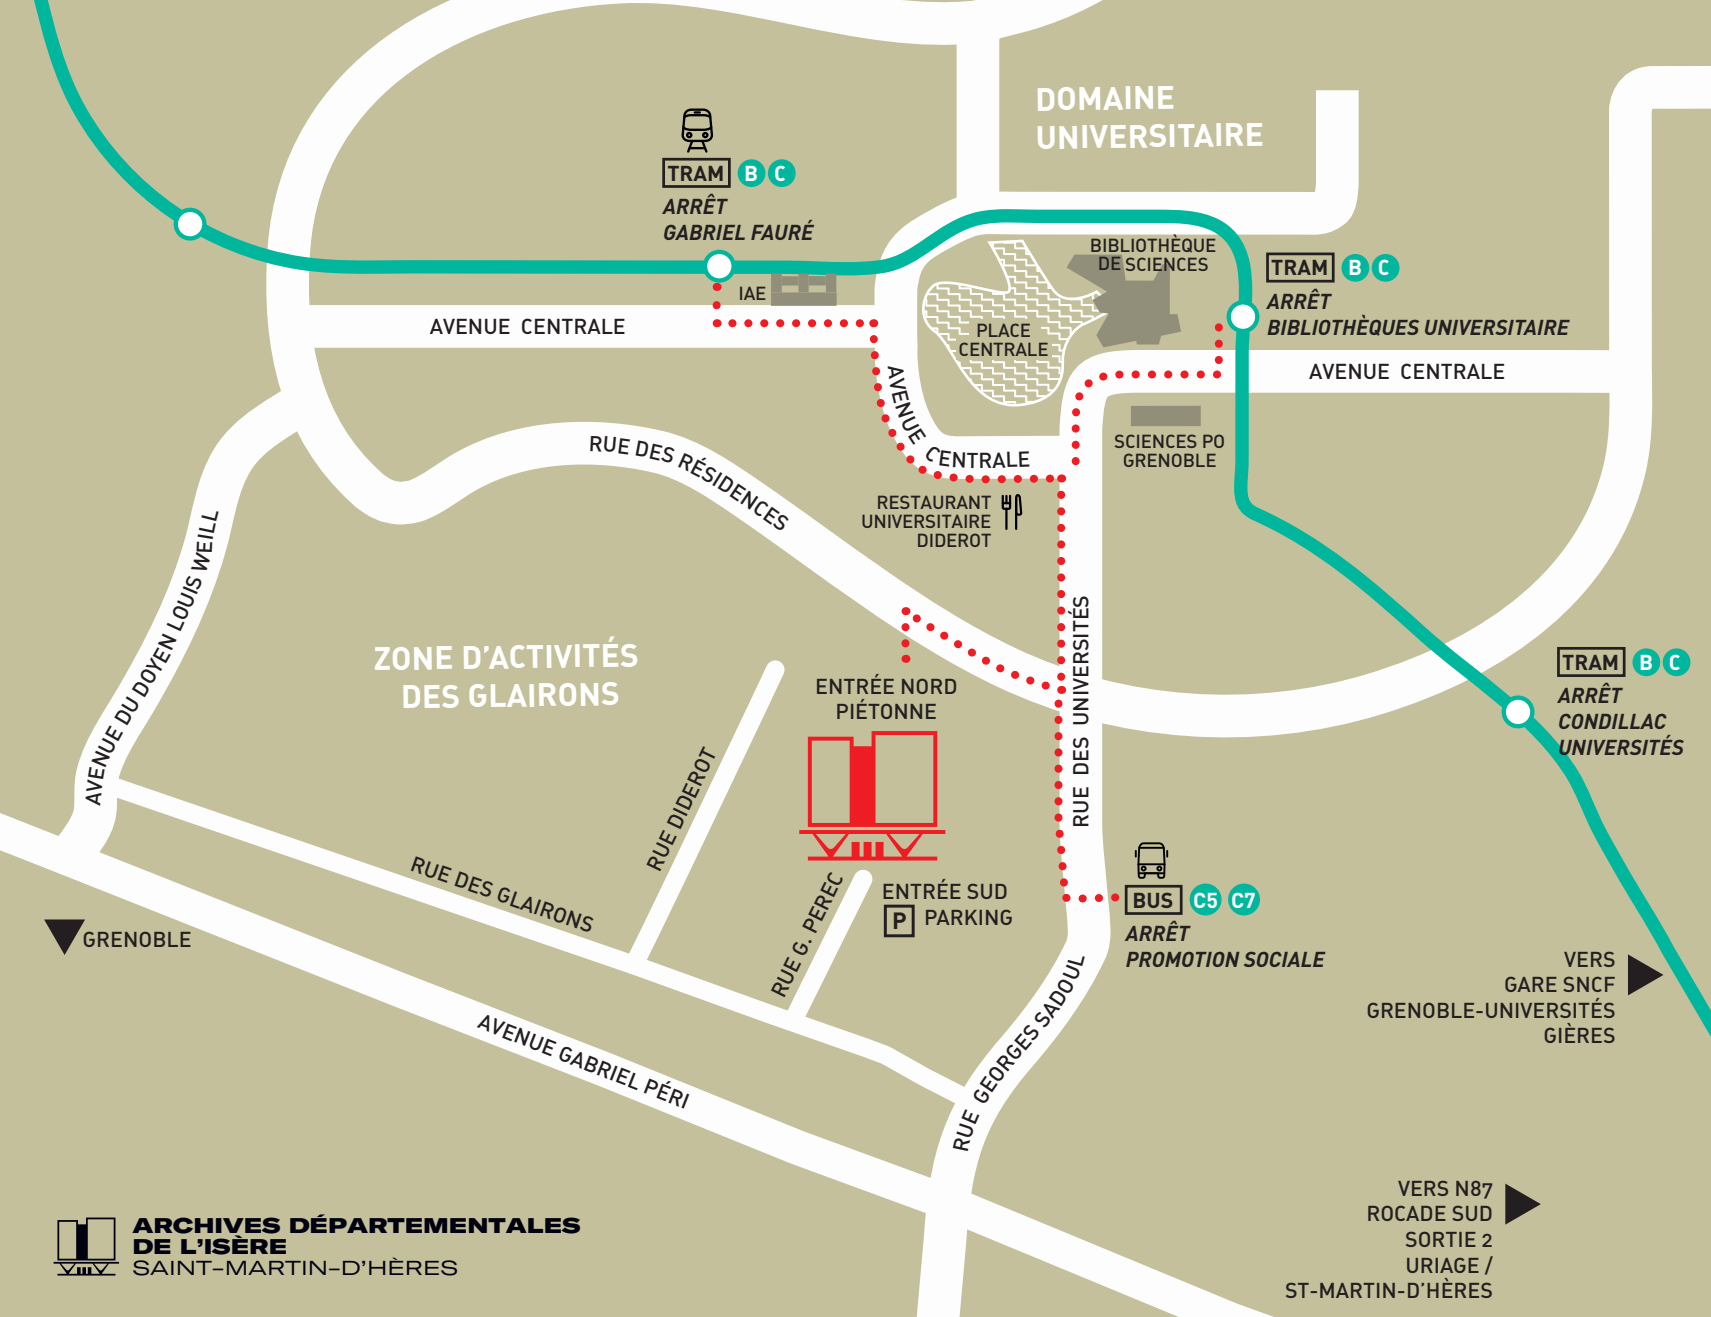 DOMAINE
UNIVERSITAIRE
TRAM B C
ARRÊT
GABRIEL FAURÉ
IAE
AVENUE CENTRALE
BIBLIOTHÈQUE
DE SCIENCES
PLACE
CENTRALE
TRAM B C
ARRÊT
BIBLIOTHÈQUES UNIVERSITAIRE
AVENUE CENTRALE
AVENUE CENTRALE
SCIENCES PO
GRENOBLE
RUE DES RÉSIDENCES
RESTAURANT
UNIVERSITAIRE
DIDEROT
AVENUE DU DOYEN LOUIS WEILL
ZONE D'ACTIVITÉS
DES GLAIRONS
RUE DES UNIVERSITÉS
ENTRÉE NORD
PIÉTONNE
TRAM B C
ARRÊT
CONDILLAC
UNIVERSITÉS
RUE DIDEROT
RUE DES GLAIRONS
RUE G. PEREC
ENTRÉE SUD
P PARKING
BUS C5 C7
ARRÊT
PROMOTION SOCIALE
GRENOBLE
VERS
GARE SNCF
GRENOBLE-UNIVERSITÉS
GIÈRES
AVENUE GABRIEL PÉRI
RUE GEORGES SADOUL
VERS N87
ROCADE SUD
SORTIE 2
URIAGE /
ST-MARTIN-D'HÈRES
ARCHIVES DÉPARTEMENTALES
DE L'ISÈRE
SAINT-MARTIN-D'HÈRES